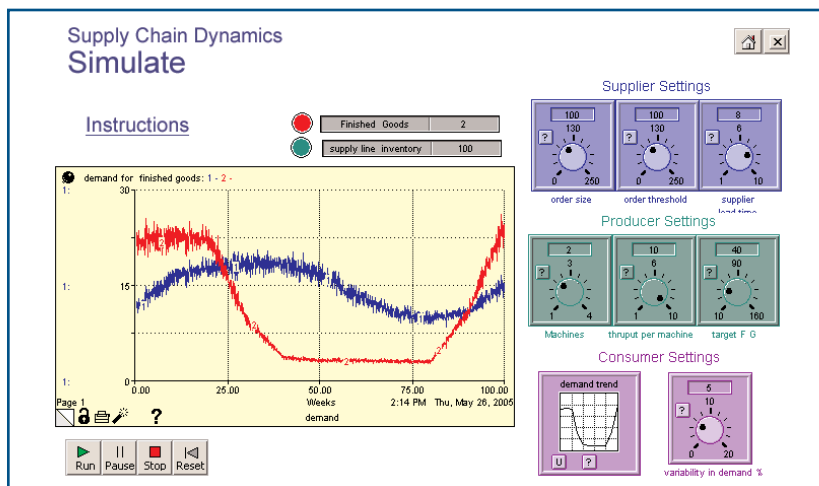 Supply Chain Dynamics
Simulate
Instructions
Finished Goods 2
supply line inventory 100
demand for finished goods: 1 - 2 -
1: 30
1: 15
1: 0
2
2
2
2
0.00 25.00 50.00 75.00 100.00
Page 1 Weeks 2:14 PM Thu, May 26, 2005
demand
?
Run Pause Stop Reset
Supplier Settings
100 100 8
130 130 6
? ? ?
0 250 0 250 1 10
order size order threshold supplier
lead time
Producer Settings
2 10 40
3 6 90
? ? ?
1 4 1 10 10 160
Machines thruput per machine target F G
Consumer Settings
demand trend
U ?
5
10
?
0 20
variability in demand %